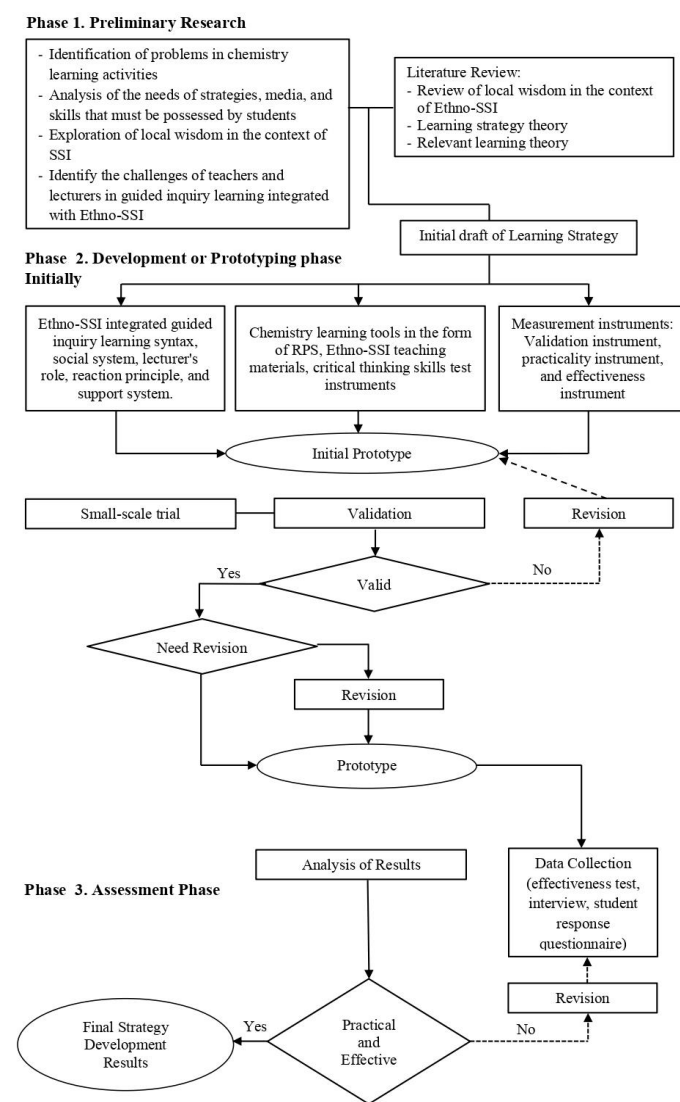 Phase 1. Preliminary Research
- Identification of problems in chemistry
learning activities
- Analysis of the needs of strategies, media, and
skills that must be possessed by students
- Exploration of local wisdom in the context of
SSI
- Identify the challenges of teachers and
lecturers in guided inquiry learning integrated
with Ethno-SSI
Literature Review:
- Review of local wisdom in the context
of Ethno-SSI
- Learning strategy theory
- Relevant learning theory
Initial draft of Learning Strategy
Phase 2. Development or Prototyping phase
Initially
Ethno-SSI integrated guided
inquiry learning syntax,
social system, lecturer's
role, reaction principle, and
support system.
Chemistry learning tools in the form
of RPS, Ethno-SSI teaching
materials, critical thinking skills test
instruments
Measurement instruments:
Validation instrument,
practicality instrument,
and effectiveness
instrument
Initial Prototype
Small-scale trial
Validation
Revision
Yes
Valid
No
Need Revision
Revision
Prototype
Analysis of Results
Data Collection
(effectiveness test,
interview, student
response
questionnaire)
Phase 3. Assessment Phase
Revision
Final Strategy
Development
Results
Yes
Practical
and
Effective
No